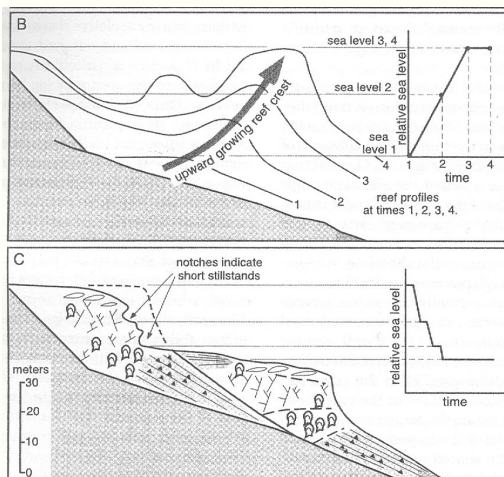 B
sea level 3, 4
sea level 2
sea
level 1
upward growing reef crest
1
2
3
4
reef profiles
at times 1, 2, 3, 4.
relative sea level
1 2 3 4
time
C
notches indicate
short stillstands
meters
30
20
10
0
relative sea level
time